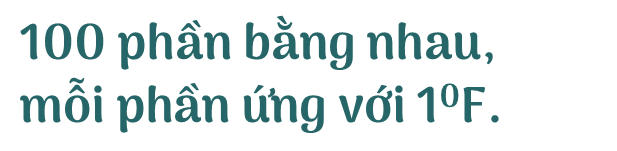 100 phần bằng nhau,
mỗi phần ứng với 1⁰F.